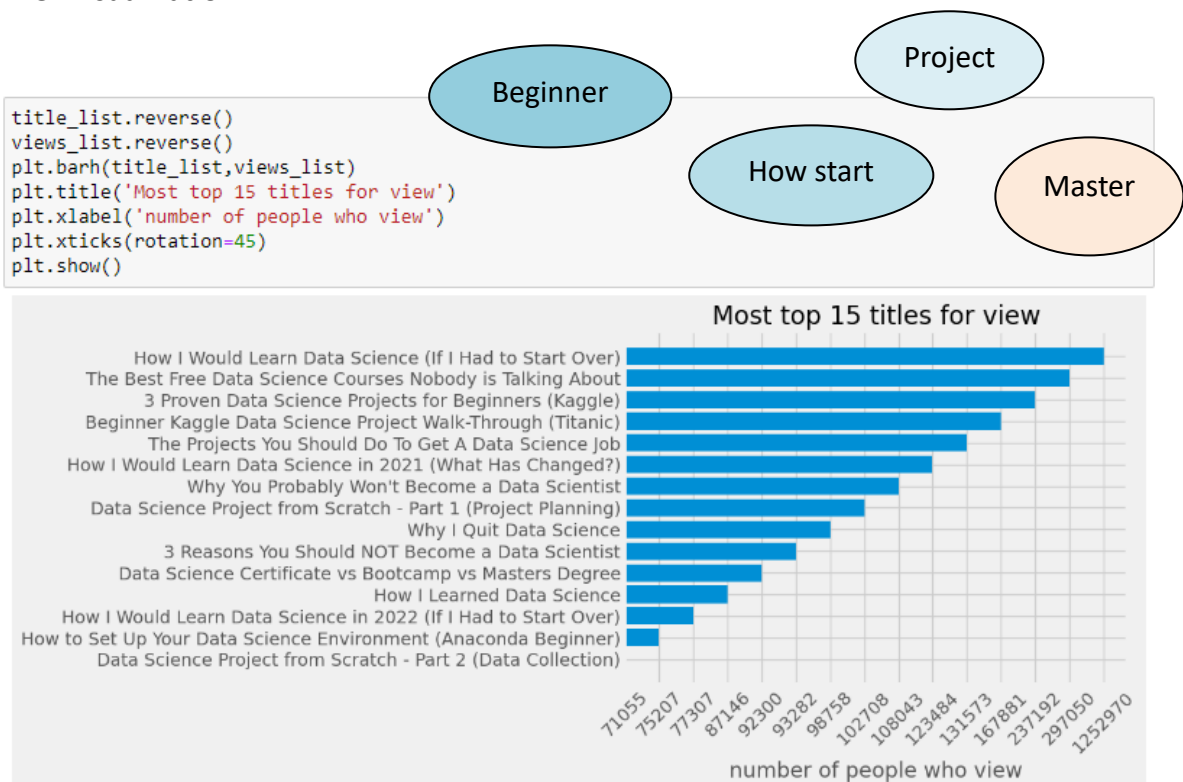 Beginner
Project
How start
Master
title_list.reverse()
views_list.reverse()
plt.barh(title_list,views_list)
plt.title('Most top 15 titles for view')
plt.xlabel('number of people who view')
plt.xticks(rotation=45)
plt.show()
Most top 15 titles for view
How I Would Learn Data Science (If I Had to Start Over)
The Best Free Data Science Courses Nobody is Talking About
3 Proven Data Science Projects for Beginners (Kaggle)
Beginner Kaggle Data Science Project Walk-Through (Titanic)
The Projects You Should Do To Get A Data Science Job
How I Would Learn Data Science in 2021 (What Has Changed?)
Why You Probably Won't Become a Data Scientist
Data Science Project from Scratch - Part 1 (Project Planning)
Why I Quit Data Science
3 Reasons You Should NOT Become a Data Scientist
Data Science Certificate vs Bootcamp vs Masters Degree
How I Learned Data Science
How I Would Learn Data Science in 2022 (If I Had to Start Over)
How to Set Up Your Data Science Environment (Anaconda Beginner)
Data Science Project from Scratch - Part 2 (Data Collection)
71055
75207
77307
87146
92300
93282
98758
102708
108043
123484
131573
167881
237192
297050
1252970
number of people who view